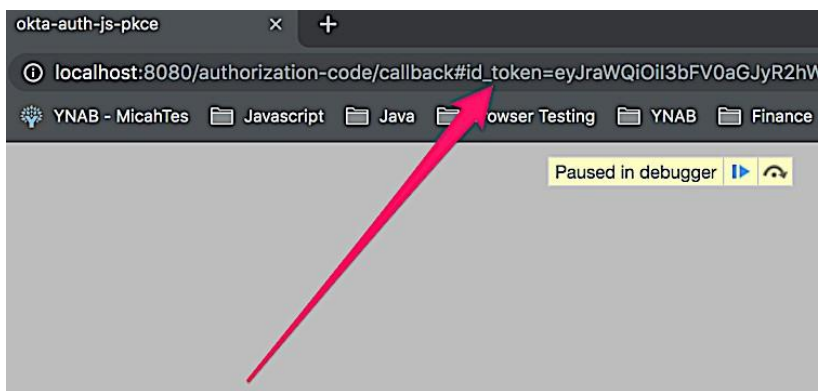 okta-auth-js-pkce
localhost:8080/authorization-code/callback#id_token=eyJraWQiOiI3bFV0aGJyR2hW
YNAB - MicahTes Javascript Java Browser Testing YNAB Finance
Paused in debugger